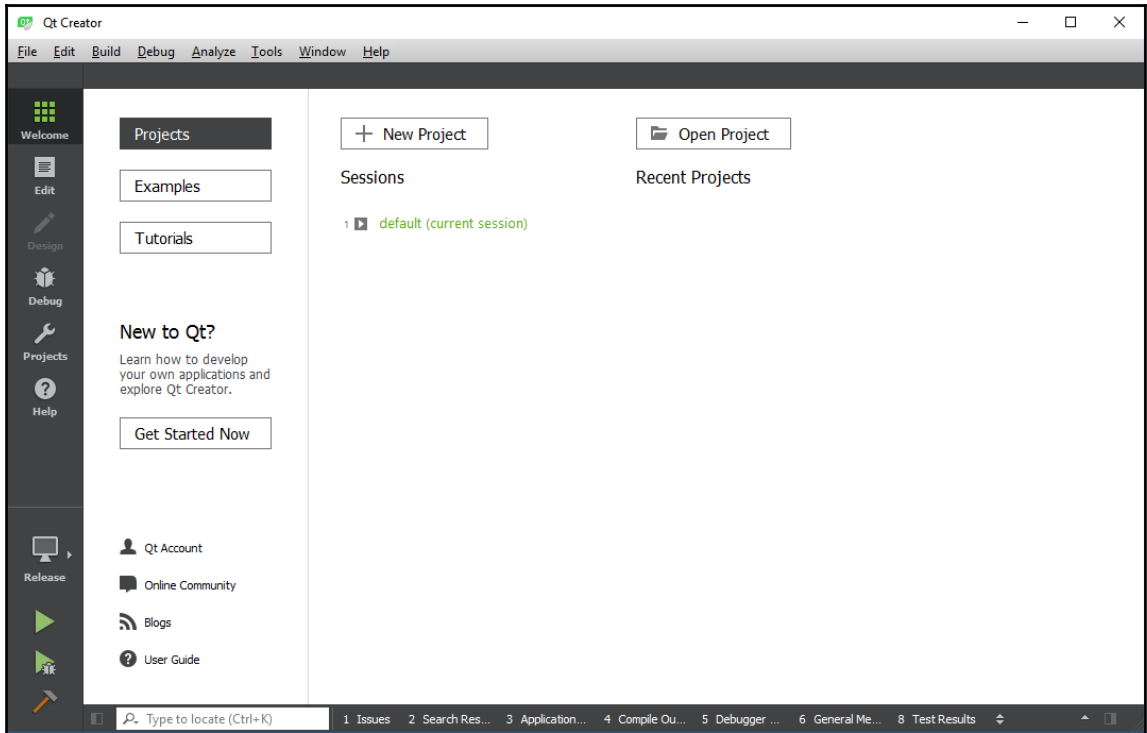 Qt Creator
File Edit Build Debug Analyze Tools Window Help
Welcome
Edit
Design
Debug
Projects
Help
Release
Projects
Examples
Tutorials
New to Qt?
Learn how to develop
your own applications and
explore Qt Creator.
Get Started Now
Qt Account
Online Community
Blogs
User Guide
New Project
Sessions
1 default (current session)
Open Project
Recent Projects
Type to locate (Ctrl+K)
1 Issues 2 Search Res... 3 Application... 4 Compile Ou... 5 Debugger ... 6 General Me... 8 Test Results